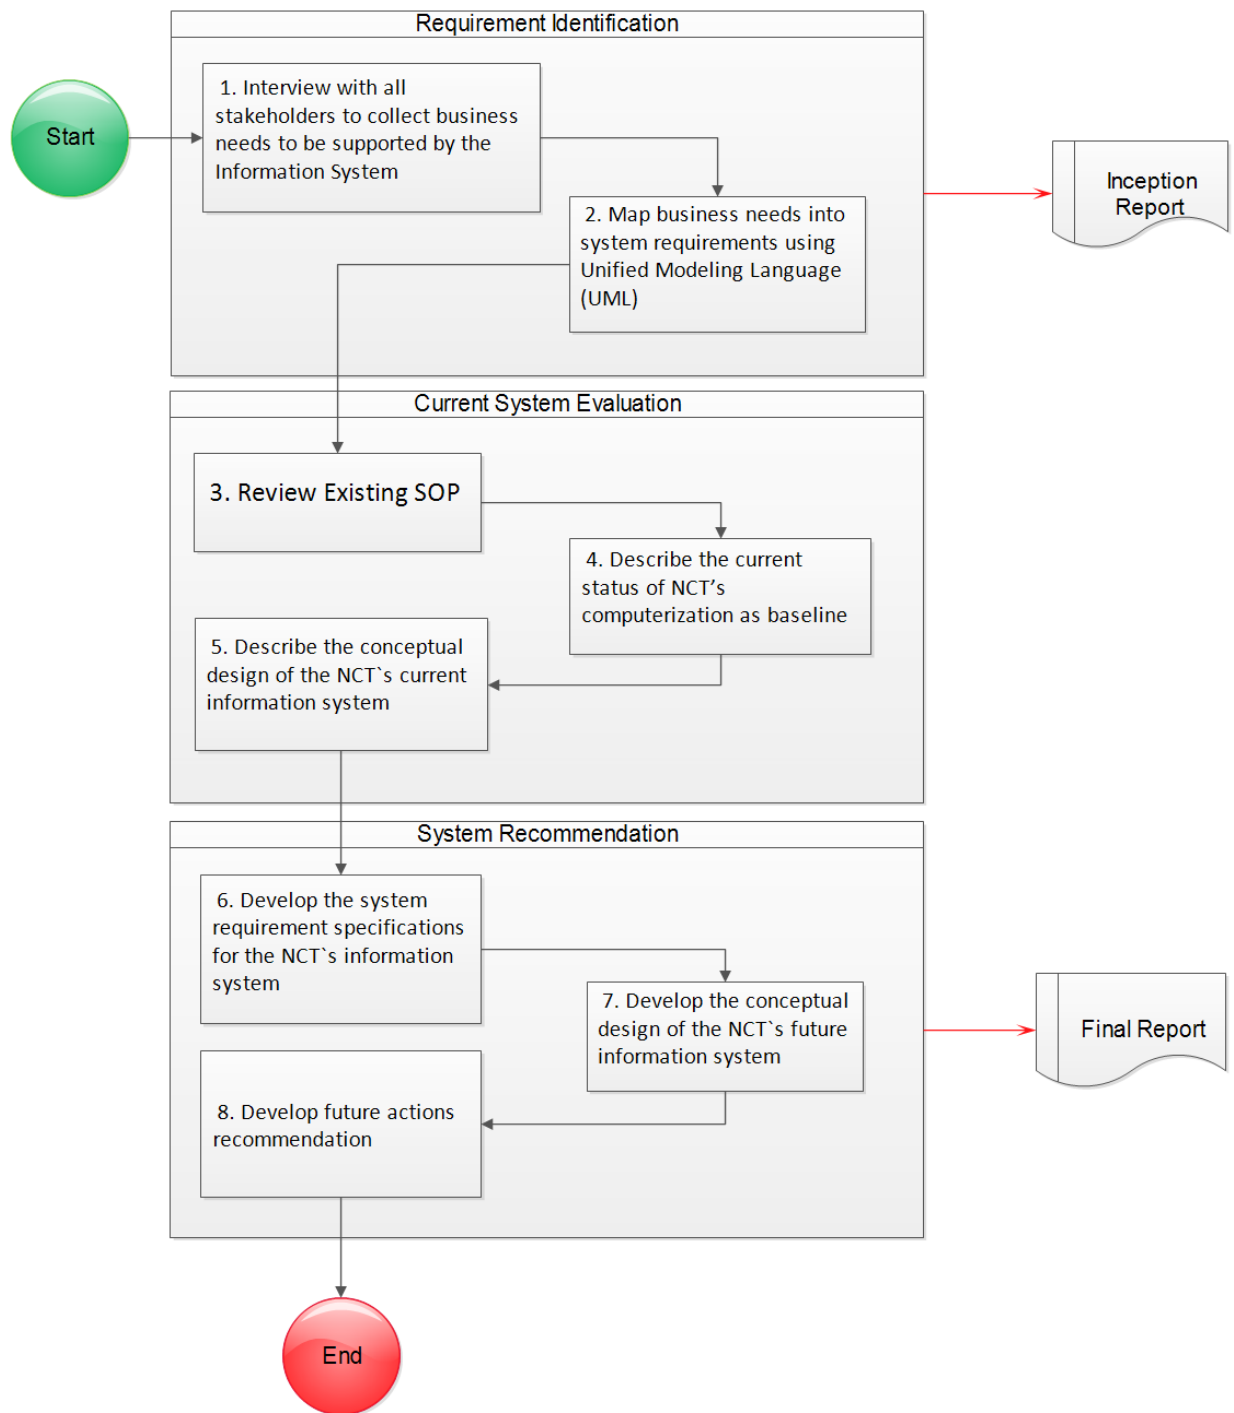 Requirement Identification
Start
1. Interview with all
stakeholders to collect business
needs to be supported by the
Information System
2. Map business needs into
system requirements using
Unified Modeling Language
(UML)
Inception
Report
Current System Evaluation
3. Review Existing SOP
4. Describe the current
status of NCT’s
computerization as baseline
5. Describe the conceptual
design of the NCT`s current
information system
System Recommendation
6. Develop the system
requirement specifications
for the NCT`s information
system
7. Develop the conceptual
design of the NCT`s future
information system
Final Report
8. Develop future actions
recommendation
End